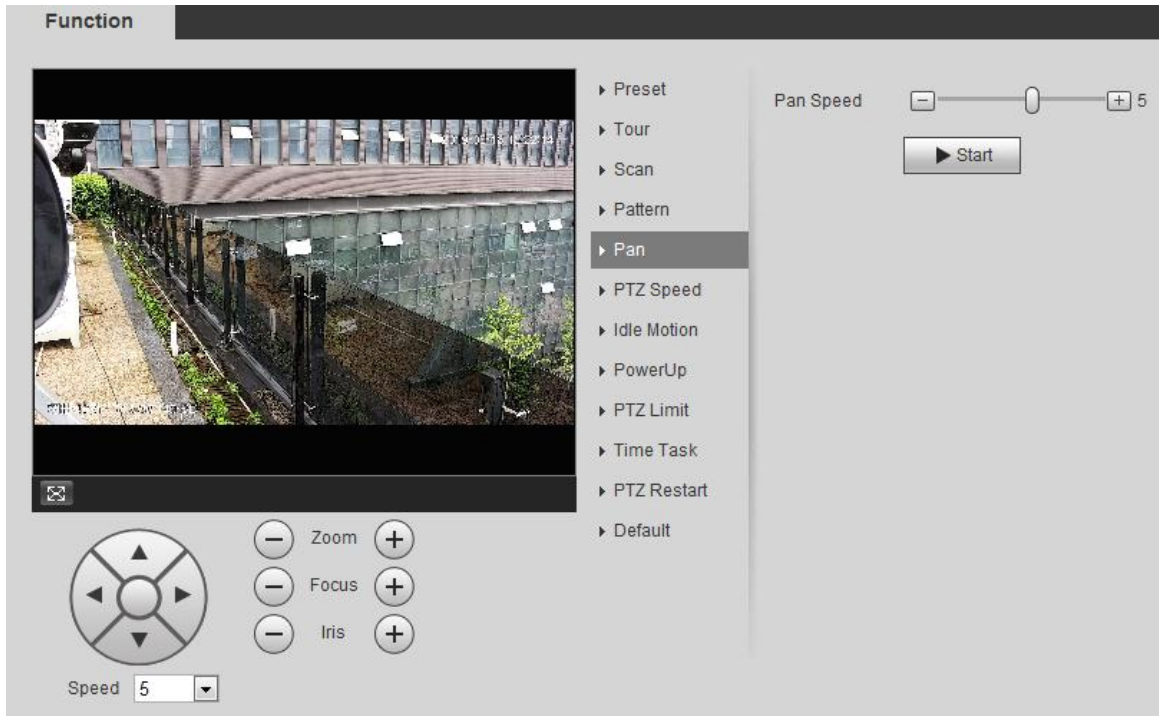 Function
Preset
Tour
Scan
Pattern
Pan
PTZ Speed
Idle Motion
PowerUp
PTZ Limit
Time Task
PTZ Restart
Default
Pan Speed 5
Start
Zoom
Focus
Iris
Speed 5